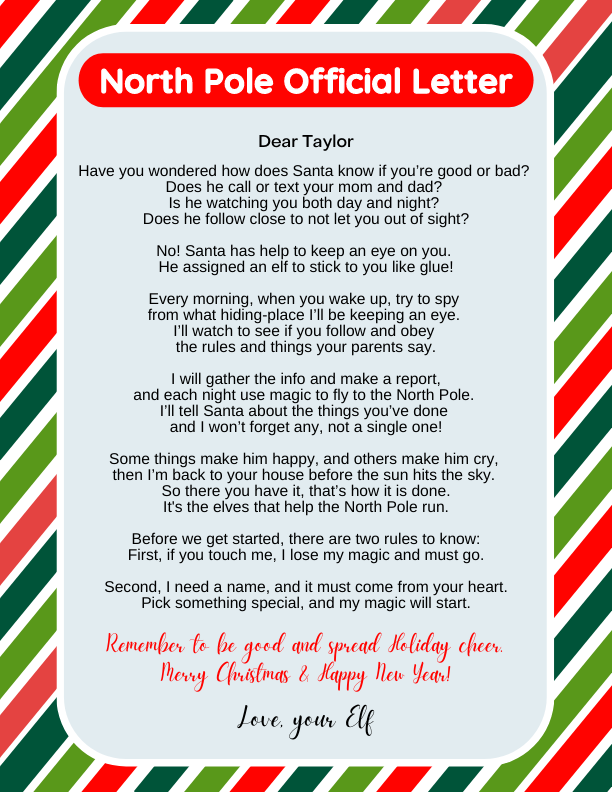 North Pole Official Letter
Dear Taylor
Have you wondered how does Santa know if you’re good or bad?
Does he call or text your mom and dad?
Is he watching you both day and night?
Does he follow close to not let you out of sight?
No! Santa has help to keep an eye on you.
He assigned an elf to stick to you like glue!
Every morning, when you wake up, try to spy
from what hiding-place I’ll be keeping an eye.
I’ll watch to see if you follow and obey
the rules and things your parents say.
I will gather the info and make a report,
and each night use magic to fly to the North Pole.
I’ll tell Santa about the things you’ve done
and I won’t forget any, not a single one!
Some things make him happy, and others make him cry,
then I’m back to your house before the sun hits the sky.
So there you have it, that’s how it is done.
It's the elves that help the North Pole run.
Before we get started, there are two rules to know:
First, if you touch me, I lose my magic and must go.
Second, I need a name, and it must come from your heart.
Pick something special, and my magic will start.
Remember to be good and spread Holiday cheer.
Merry Christmas & Happy New Year!
Love, your Elf